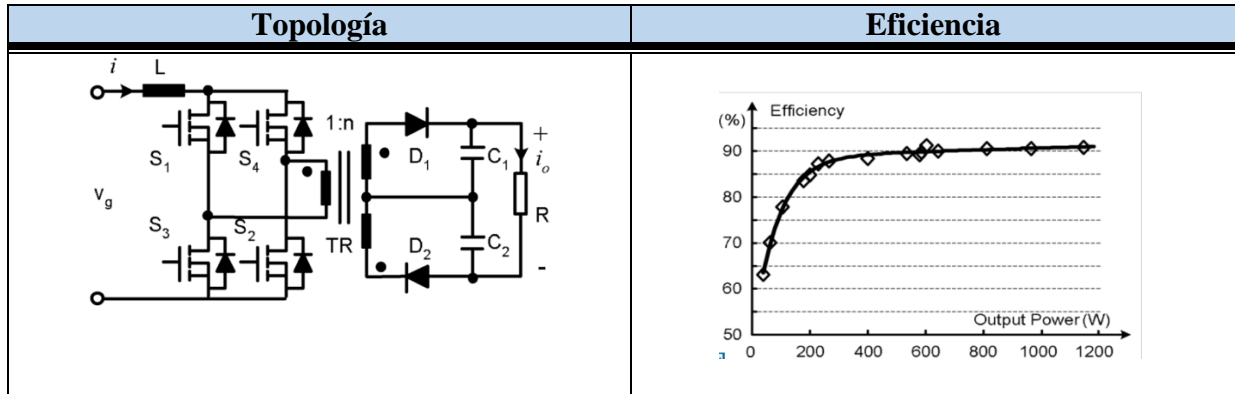 Topología
Eficiencia
i L
S1 S4 1:n
D1 C1 + io
vg
R
S3 S2 TR D2 C2 -
Efficiency
(%)
90
80
70
60
50
Output Power (W)
0 200 400 600 800 1000 1200